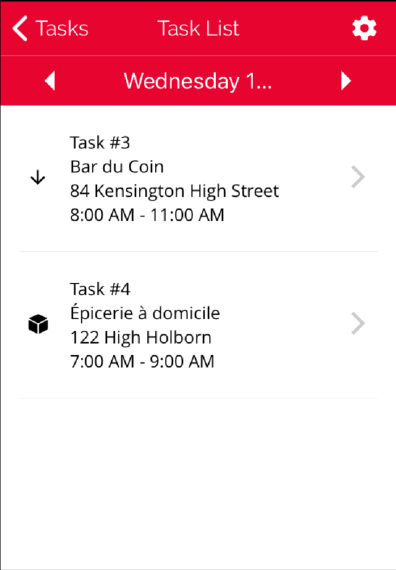 Tasks
Task List
Wednesday 1...
Task #3
Bar du Coin
84 Kensington High Street
8:00 AM - 11:00 AM
Task #4
Épicerie à domicile
122 High Holborn
7:00 AM - 9:00 AM